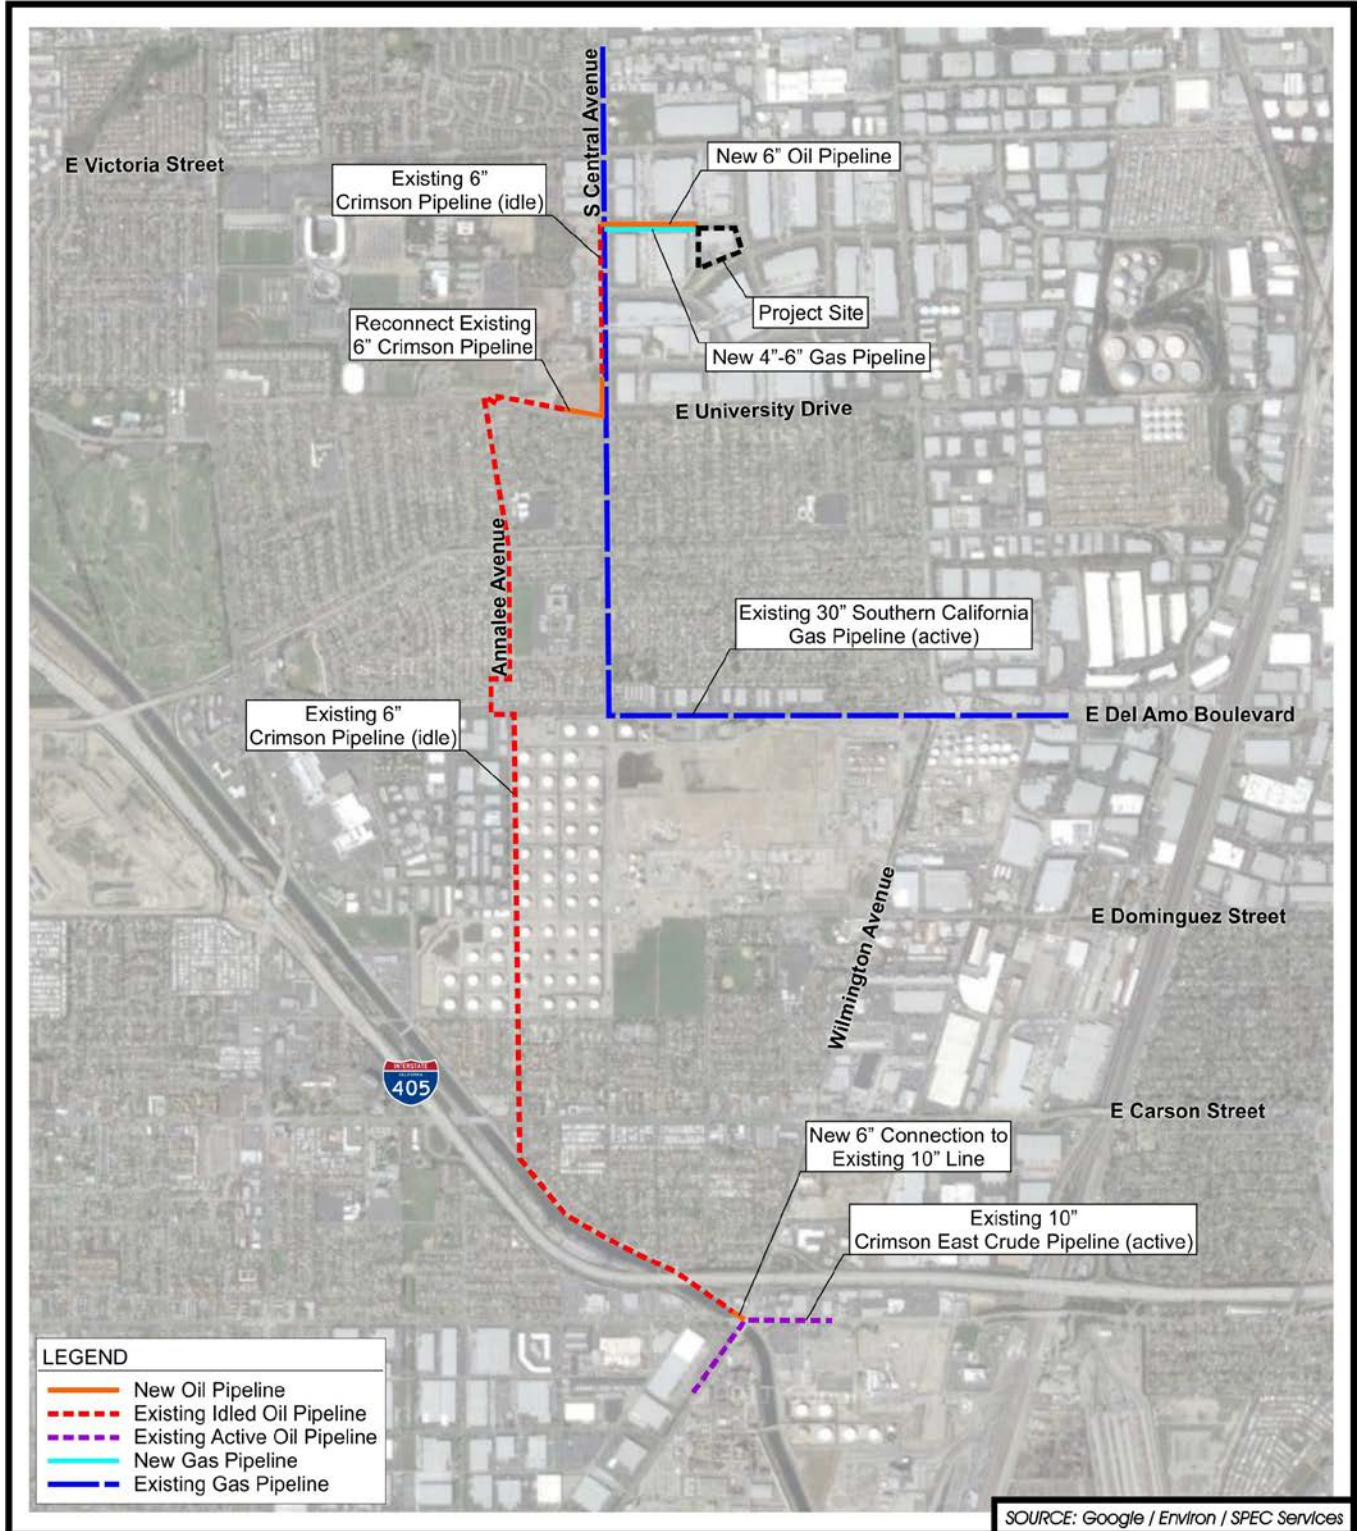 S Central Avenue
E Victoria Street
New 6” Oil Pipeline
Existing 6”
Crimson Pipeline (idle)
Project Site
Reconnect Existing
6” Crimson Pipeline
New 4”-6” Gas Pipeline
E University Drive
Annalee Avenue
Existing 30” Southern California
Gas Pipeline (active)
Existing 6”
Crimson Pipeline (idle)
E Del Amo Boulevard
Wilmington Avenue
E Dominguez Street
INTERSTATE
CALIFORNIA
405
E Carson Street
New 6” Connection to
Existing 10” Line
Existing 10”
Crimson East Crude Pipeline (active)
LEGEND
New Oil Pipeline
Existing Idled Oil Pipeline
Existing Active Oil Pipeline
New Gas Pipeline
Existing Gas Pipeline
SOURCE: Google / Environ / SPEC Services